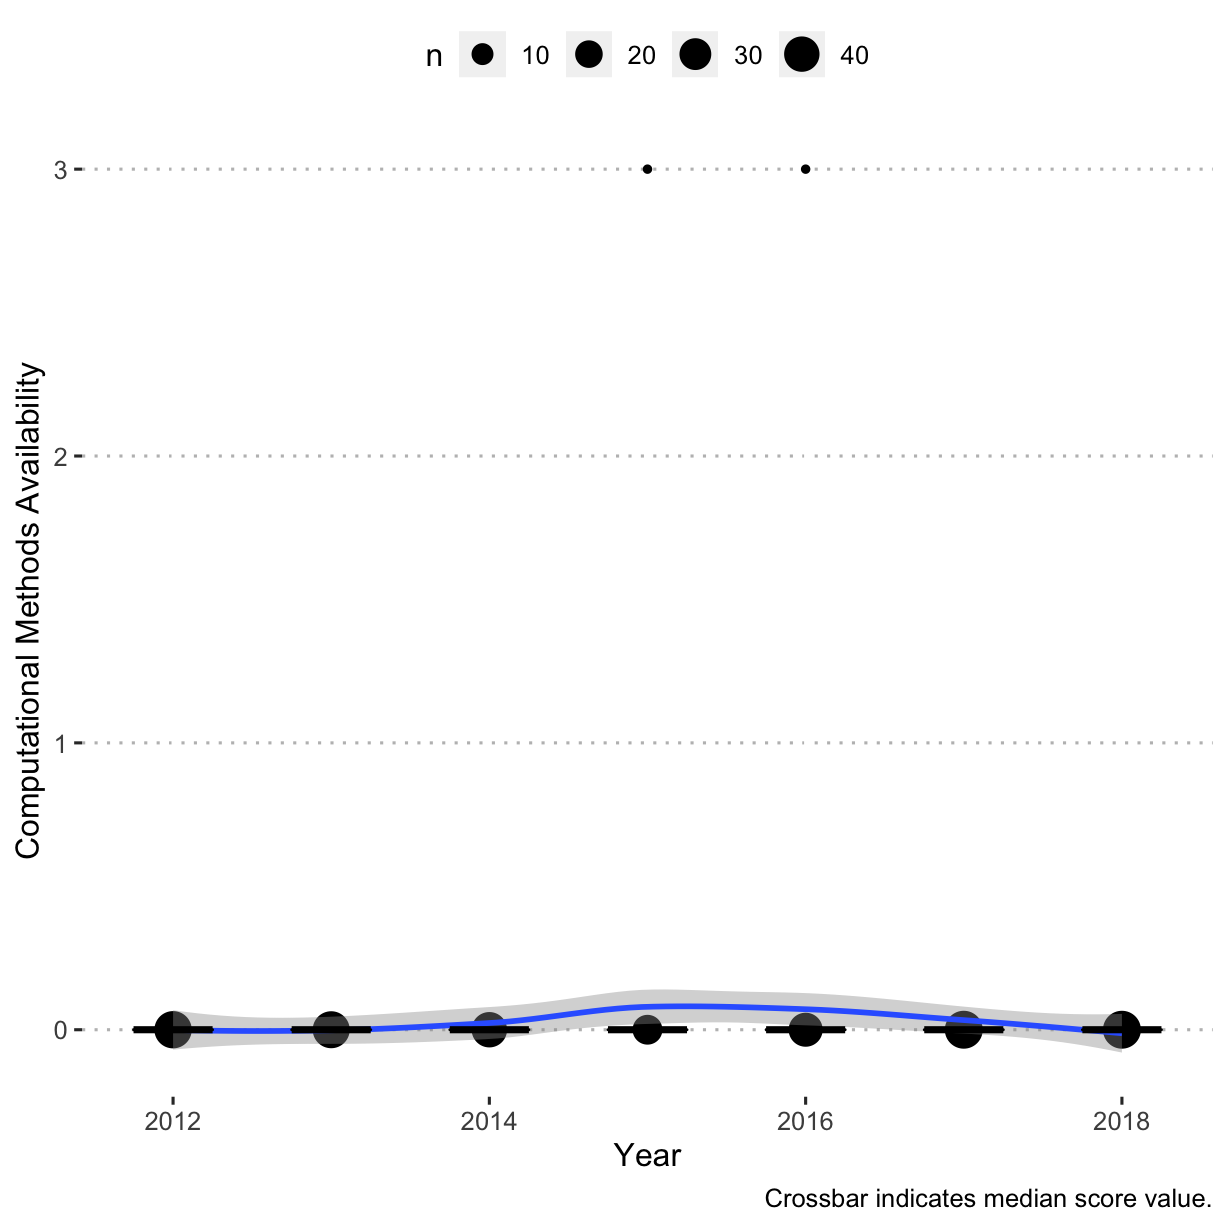 n 10 20 30 40
3
2
1
0
Computational Methods Availability
2012 2014 2016 2018
Year
Crossbar indicates median score value.